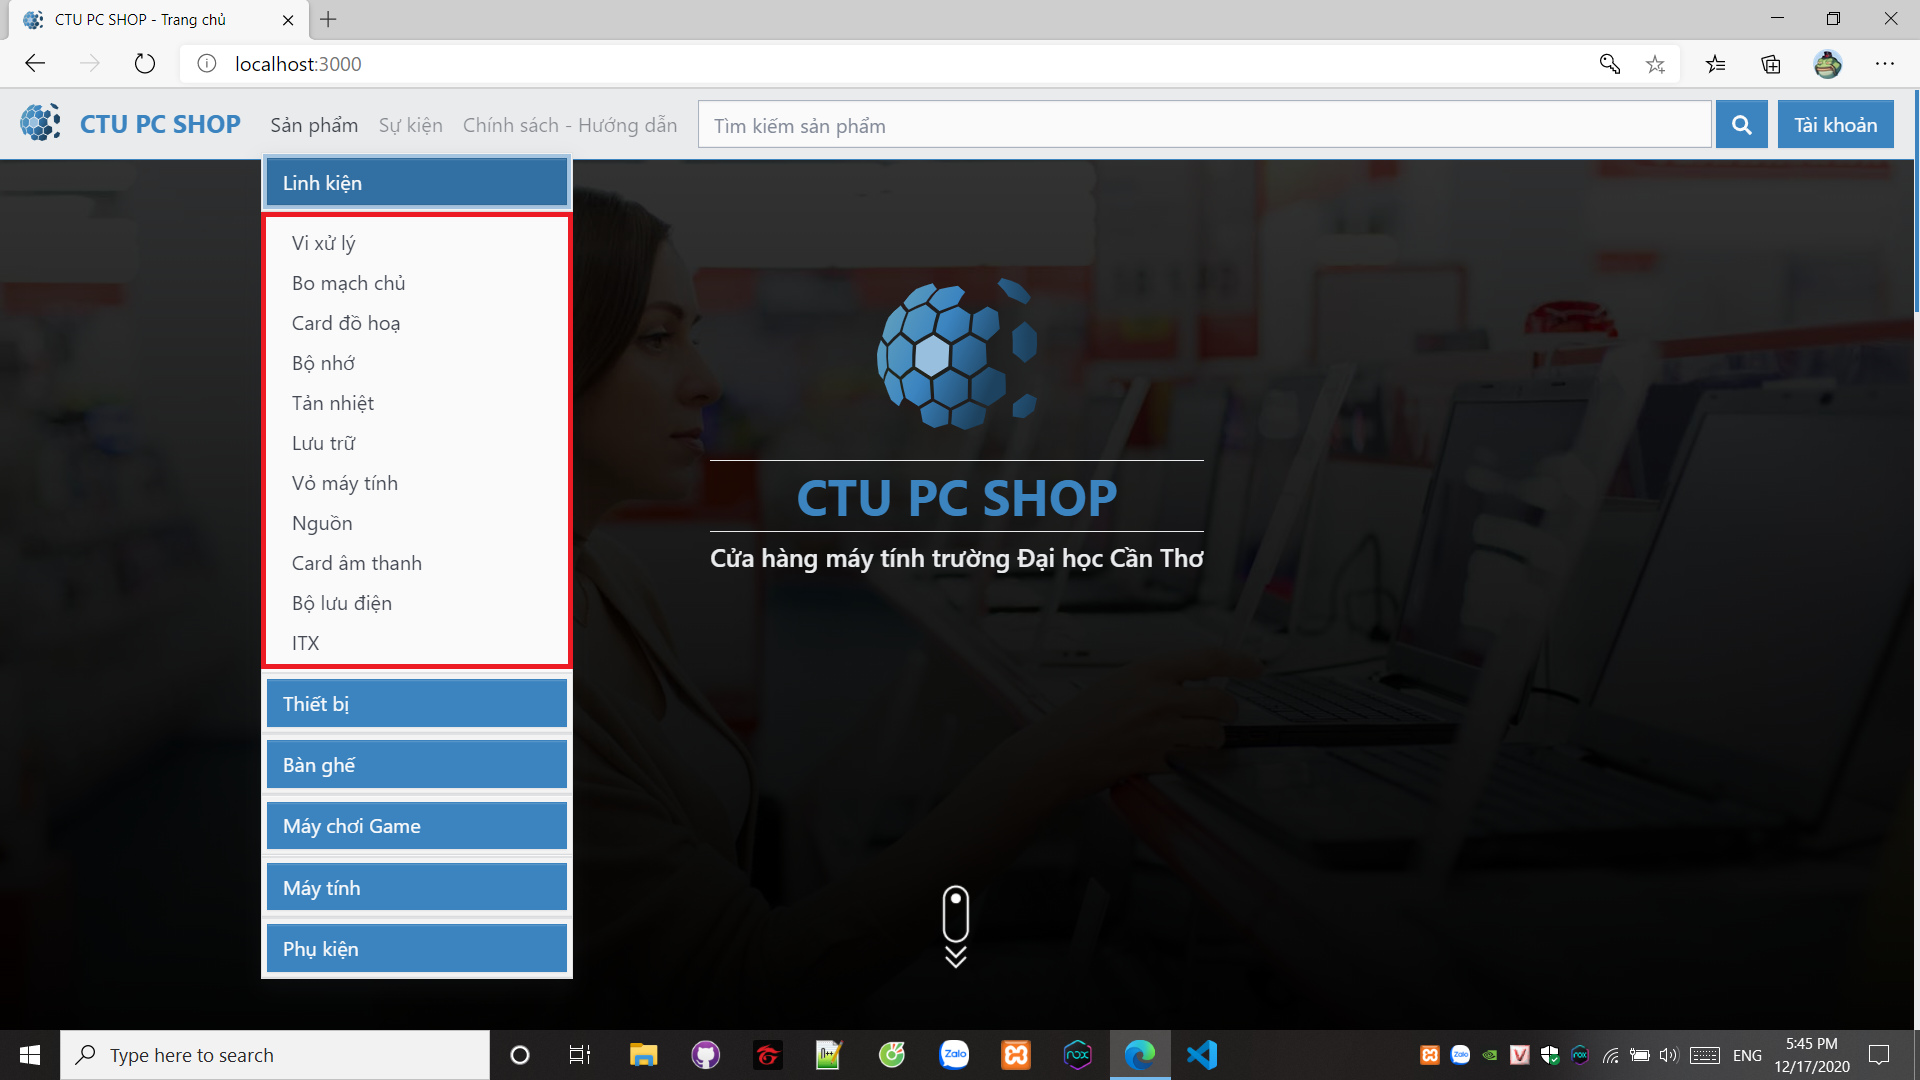 CTU PC SHOP - Trang chủ
localhost:3000
CTU PC SHOP
Sản phẩm
Sự kiện
Chính sách - Hướng dẫn
Tìm kiếm sản phẩm
Tài khoản
Linh kiện
Vi xử lý
Bo mạch chủ
Card đồ hoạ
Bộ nhớ
Tản nhiệt
Lưu trữ
Vỏ máy tính
Nguồn
Card âm thanh
Bộ lưu điện
ITX
Thiết bị
Bàn ghế
Máy chơi Game
Máy tính
Phụ kiện
CTU PC SHOP
Cửa hàng máy tính trường Đại học Cần Thơ
Type here to search
Zalo
nox
ENG
5:45 PM
12/17/2020